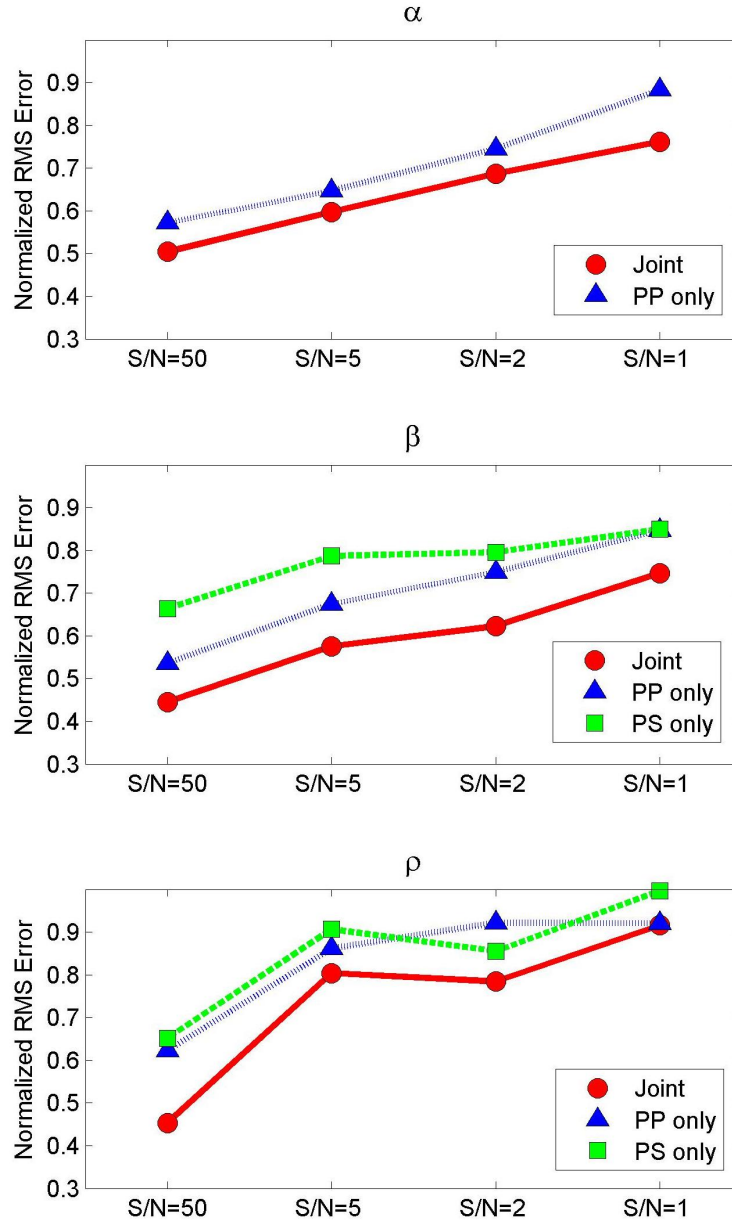 α
Normalized RMS Error
0.9
0.8
0.7
0.6
0.5
0.4
0.3
Joint
PP only
S/N=50 S/N=5 S/N=2 S/N=1
β
Normalized RMS Error
0.9
0.8
0.7
0.6
0.5
0.4
0.3
Joint
PP only
PS only
S/N=50 S/N=5 S/N=2 S/N=1
ρ
Normalized RMS Error
0.9
0.8
0.7
0.6
0.5
0.4
0.3
Joint
PP only
PS only
S/N=50 S/N=5 S/N=2 S/N=1